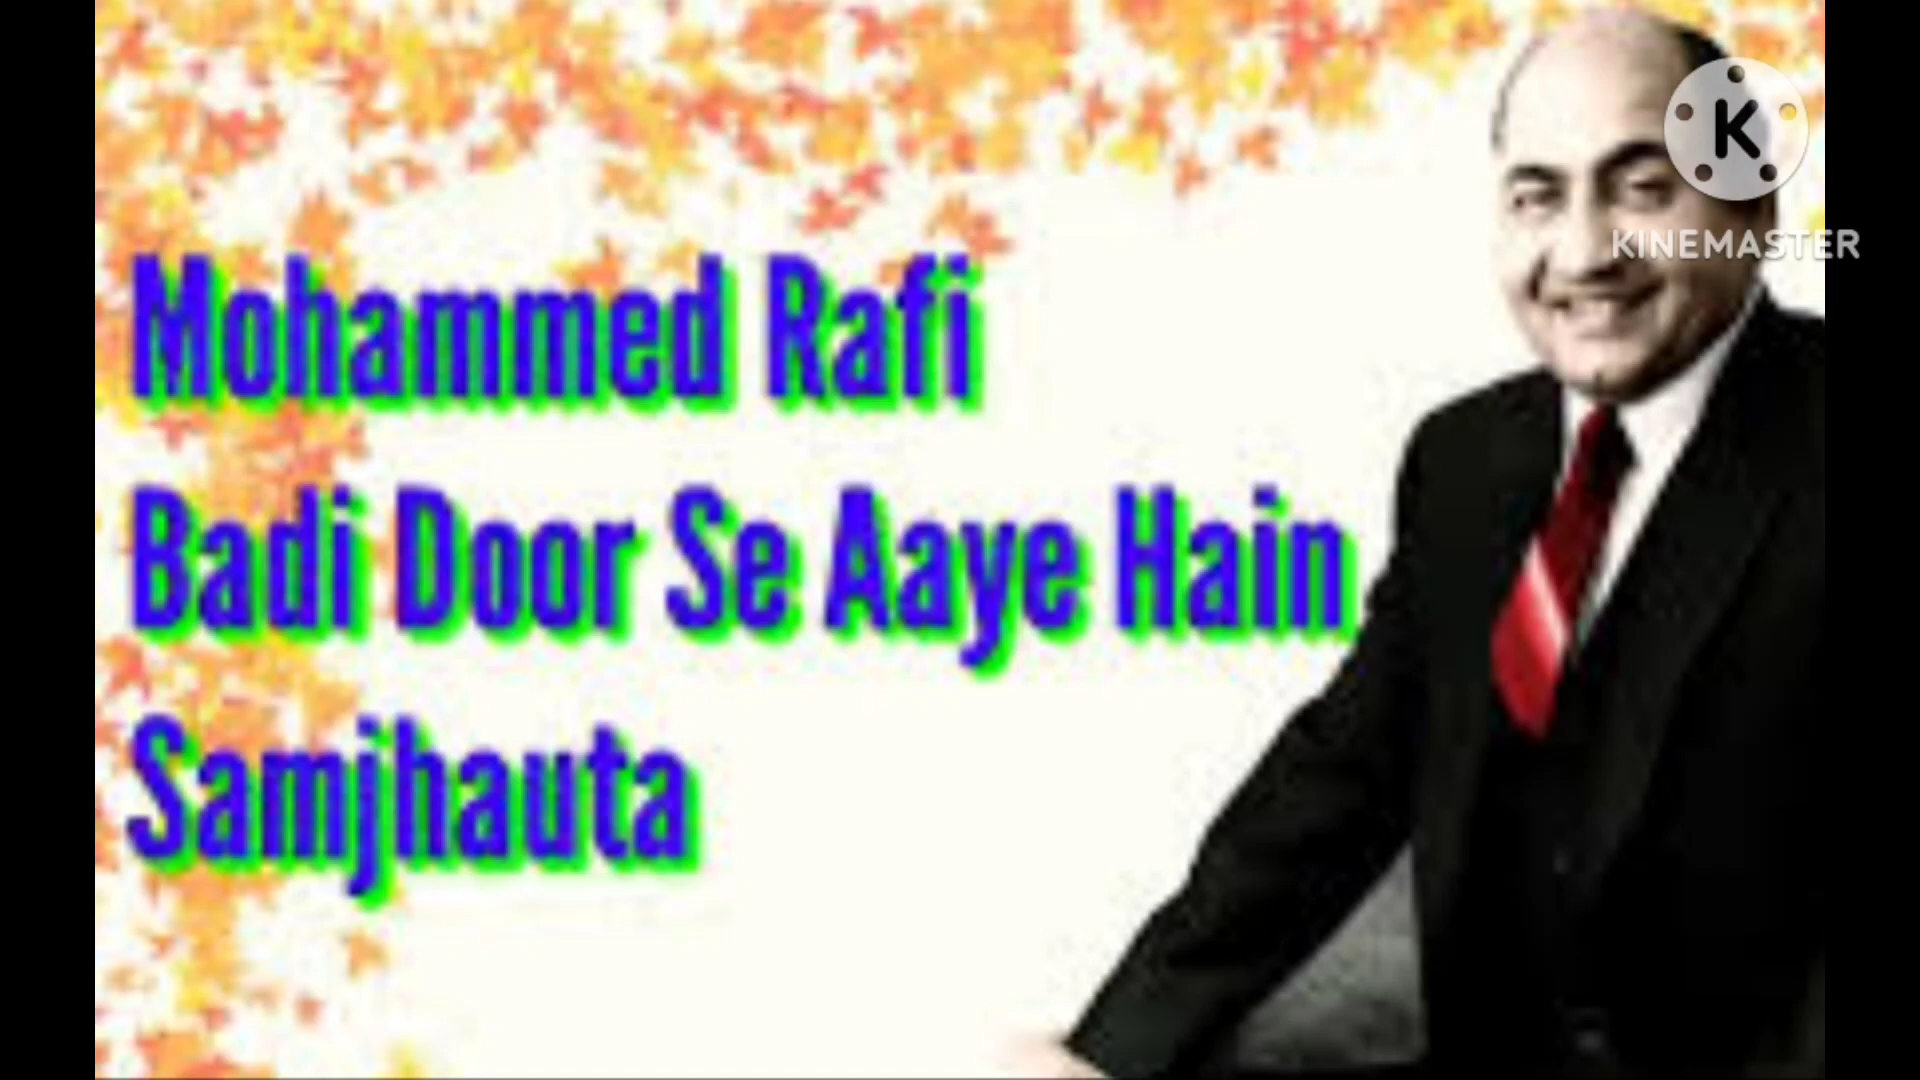 K
KINEMASTER
Mohammed Rafi
Badi Door Se Aaye Hain
Samjhauta